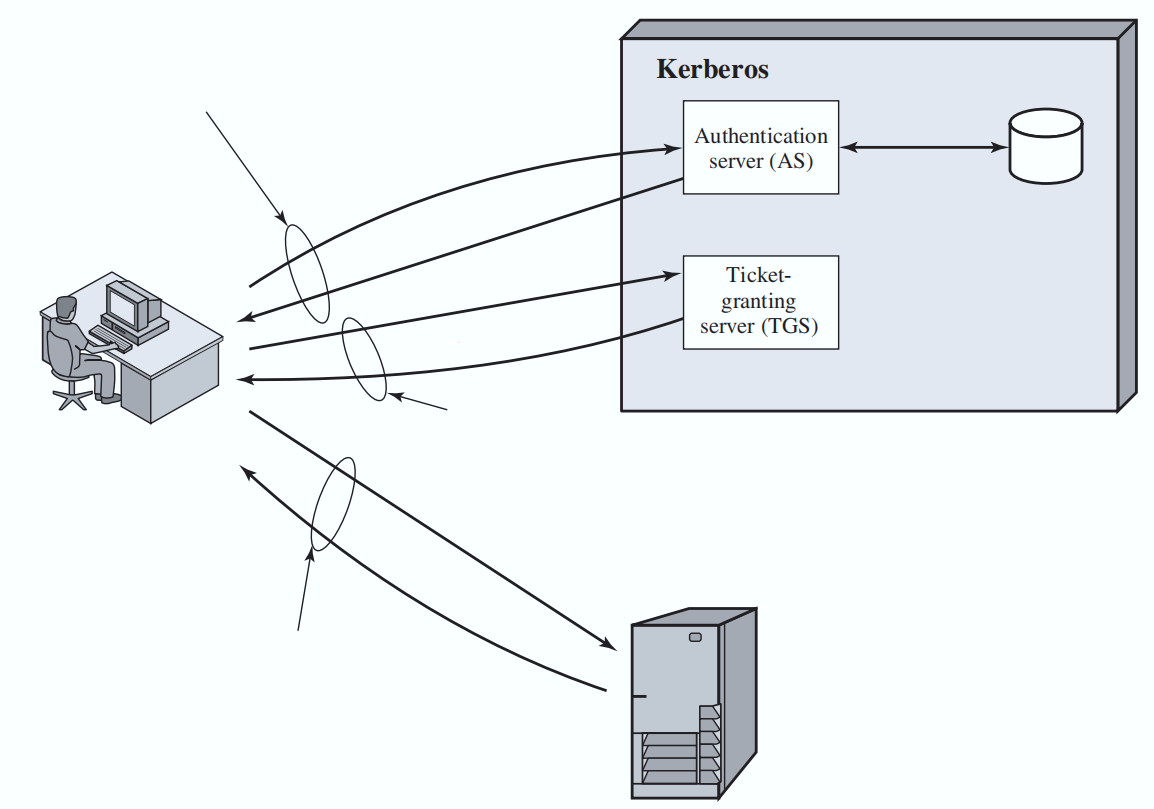 Kerberos
Authentication
server (AS)
Ticket-
granting
server (TGS)